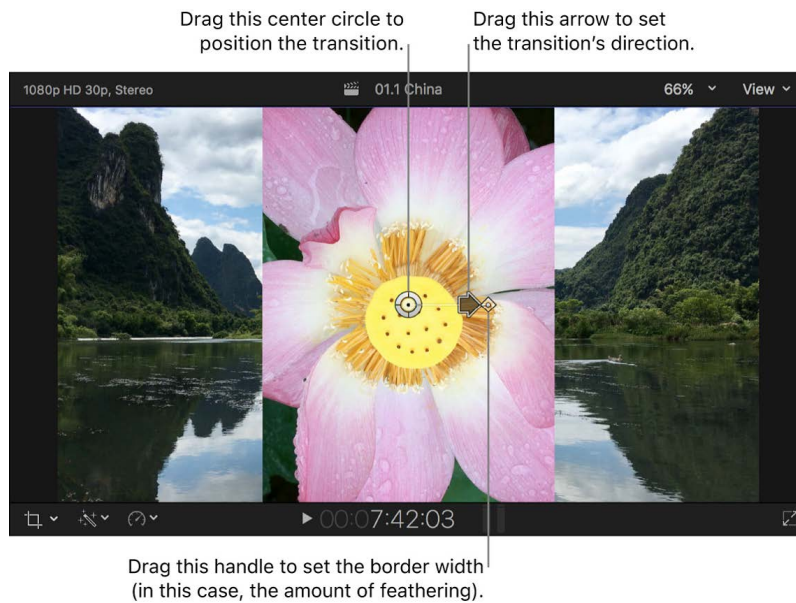 Drag this center circle to
position the transition.
Drag this arrow to set
the transition’s direction.
1080p HD 30p, Stereo
01.1 China
66%
View
00:07:42:03
Drag this handle to set the border width
(in this case, the amount of feathering).